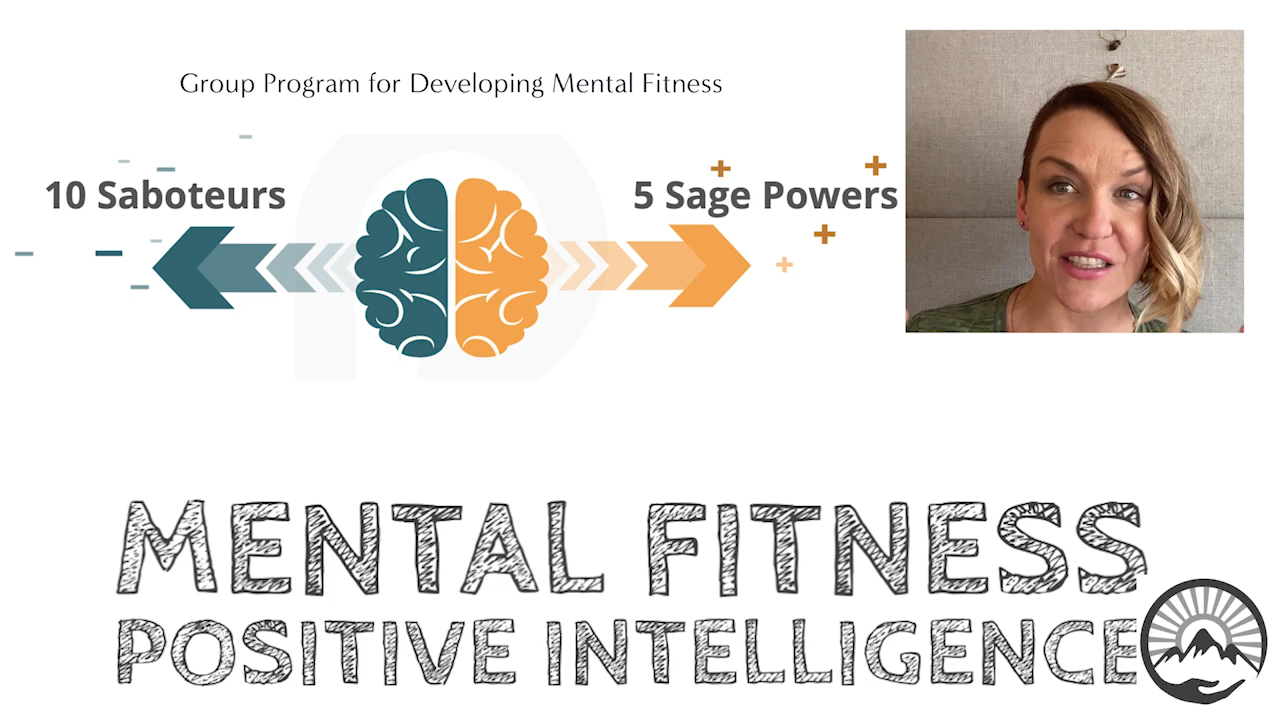 Group Program for Developing Mental Fitness
10 Saboteurs
5 Sage Powers
MENTAL FITNESS
POSITIVE INTELLIGENCE